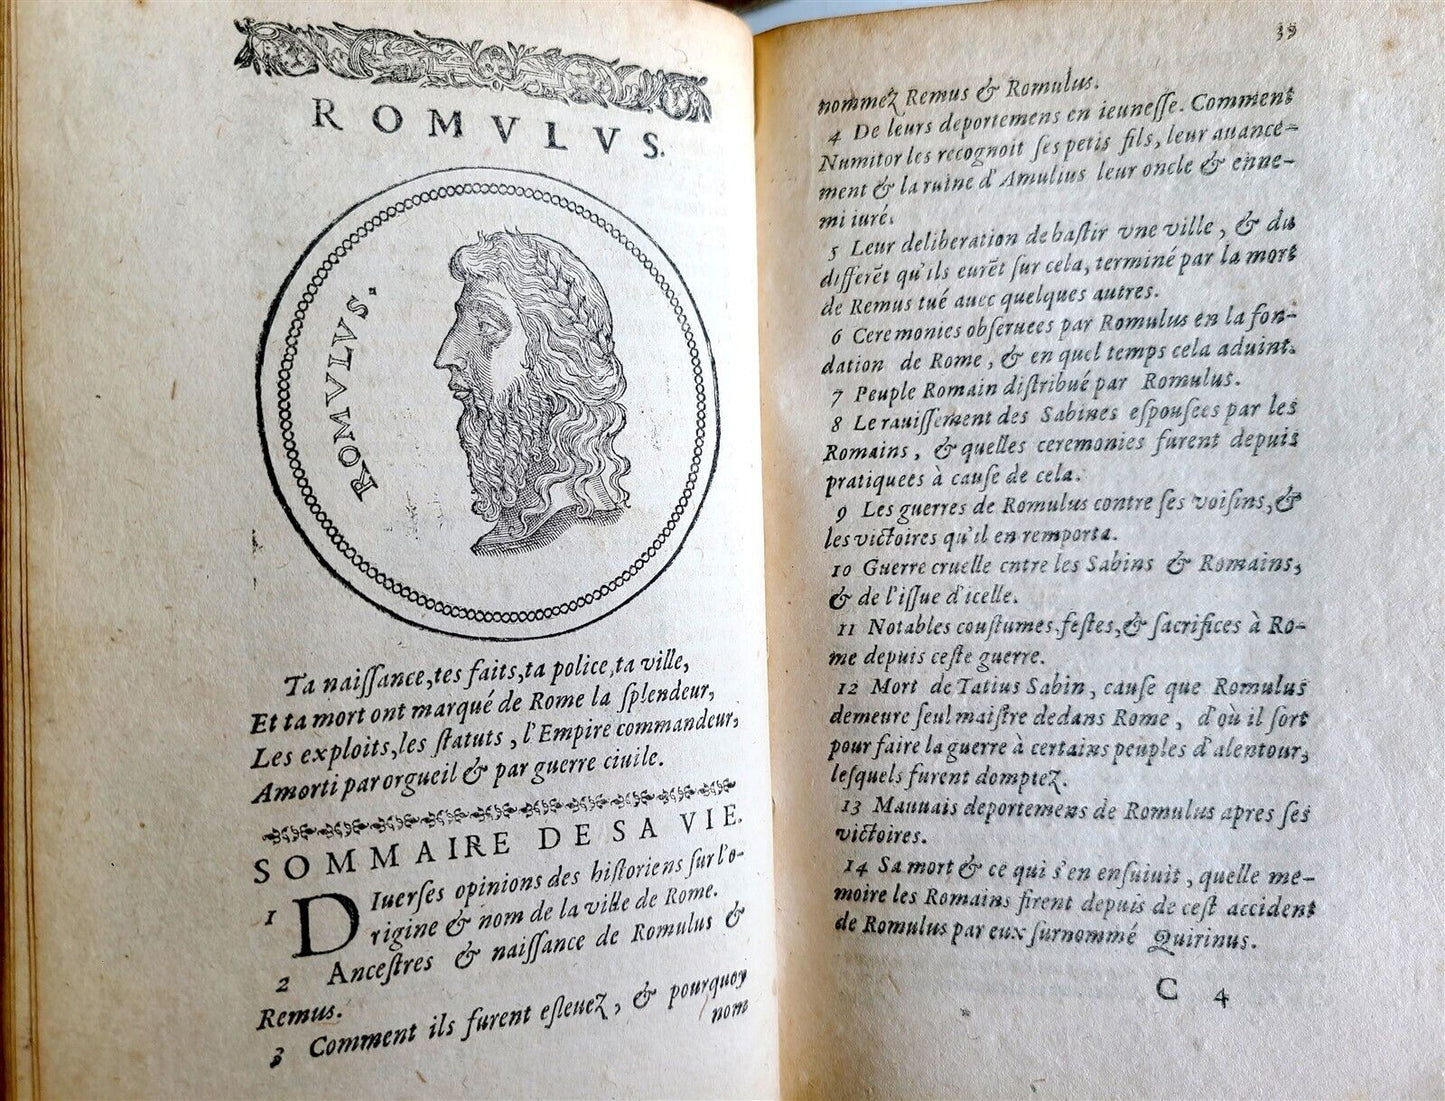 ROMVLVS.
ROMVLVS.
Ta naiſſance, tes faits, ta police, ta ville,
Et ta mort ont marqué de Rome la ſplendeur,
Les exploits, les ſtatuts, l'Empire commandeur,
Amorti par orgueil & par guerre ciuile.
SOMMAIRE DE SA VIE.
1 DIuerſes opinions des hiſtoriens ſur l'o-
rigine & nom de la ville de Rome.
2 Anceſtres & naiſſance de Romulus &
Remus.
3 Comment ils furent eſleuez, & pourquoy
nom
39
nommez Remus & Romulus.
4 De leurs deportemens en ieuneſſe. Comment
Numitor les recognoit ſes petis fils, leur auance-
ment & la ruine d'Amulius leur oncle & enne-
mi iuré.
5 Leur deliberation de baſtir vne ville, & du
differẽt qu'ils eurẽt ſur cela, terminé par la mort
de Remus tué auec quelques autres.
6 Ceremonies obſeruees par Romulus en la fon-
dation de Rome, & en quel temps cela aduint.
7 Peuple Romain diſtribué par Romulus.
8 Le rauiſſement des Sabines eſpouſees par les
Romains, & quelles ceremonies furent depuis
pratiquees à cauſe de cela.
9 Les guerres de Romulus contre ſes voiſins, &
les victoires qu'il en remporta.
10 Guerre cruelle entre les Sabins & Romains,
& de l'iſſue d'icelle.
11 Notables couſtumes, feſtes, & ſacrifices à Ro-
me depuis ceſte guerre.
12 Mort de Tatius Sabin, cauſe que Romulus
demeure ſeul maiſtre dedans Rome, d'où il ſort
pour faire la guerre à certains peuples d'alentour,
leſquels furent domptez.
13 Mauuais deportemens de Romulus apres ſes
victoires.
14 Sa mort & ce qui s'en enſuiuit, quelle me-
moire les Romains firent depuis de ceſt accident
de Romulus par eux ſurnommé Quirinus.
C 4